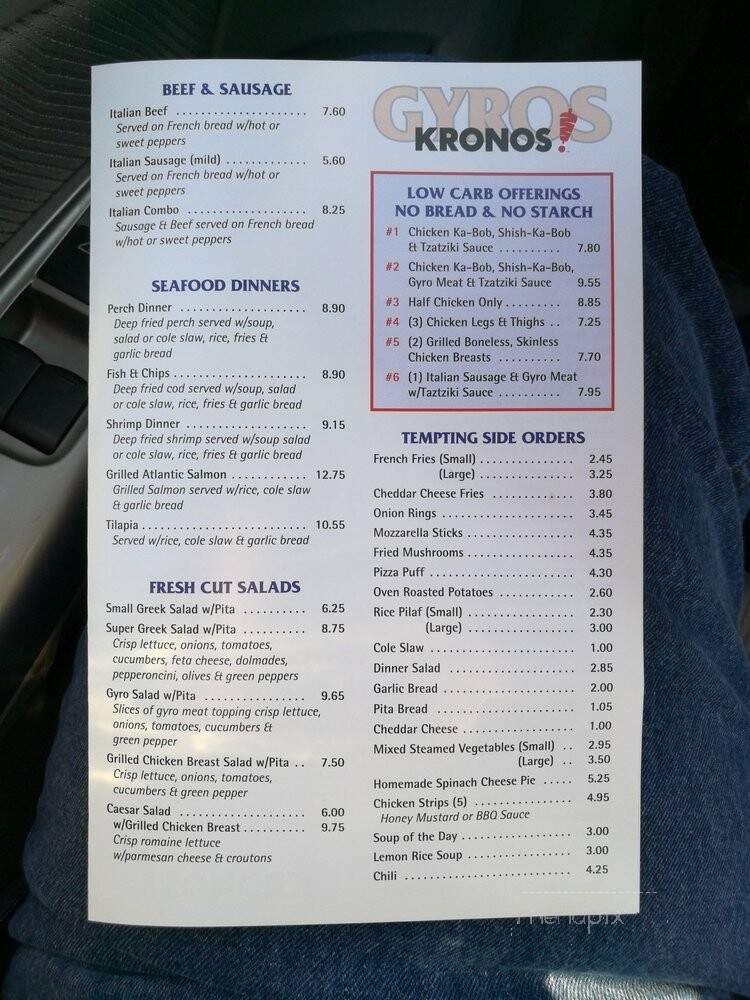 BEEF & SAUSAGE
Italian Beef ..................... 7.60
Served on French bread w/hot or
sweet peppers
Italian Sausage (mild) ............. 5.60
Served on French bread w/hot or
sweet peppers
Italian Combo ................... 8.25
Sausage & Beef served on French bread
w/hot or sweet peppers
SEAFOOD DINNERS
Perch Dinner .................... 8.90
Deep fried perch served w/soup,
salad or cole slaw, rice, fries &
garlic bread
Fish & Chips ..................... 8.90
Deep fried cod served w/soup, salad
or cole slaw, rice, fries & garlic bread
Shrimp Dinner ................... 9.15
Deep fried shrimp served w/soup salad
or cole slaw, rice, fries & garlic bread
Grilled Atlantic Salmon ............ 12.75
Grilled Salmon served w/rice, cole slaw
& garlic bread
Tilapia .......................... 10.55
Served w/rice, cole slaw & garlic bread
FRESH CUT SALADS
Small Greek Salad w/Pita .......... 6.25
Super Greek Salad w/Pita .......... 8.75
Crisp lettuce, onions, tomatoes,
cucumbers, feta cheese, dolmades,
pepperoncini, olives & green peppers
Gyro Salad w/Pita ................ 9.65
Slices of gyro meat topping crisp lettuce,
onions, tomatoes, cucumbers &
green pepper
Grilled Chicken Breast Salad w/Pita .. 7.50
Crisp lettuce, onions, tomatoes,
cucumbers & green pepper
Caesar Salad .................... 6.00
w/Grilled Chicken Breast .......... 9.75
Crisp romaine lettuce
w/parmesan cheese & croutons
GYROS
KRONOS!
LOW CARB OFFERINGS
NO BREAD & NO STARCH
#1 Chicken Ka-Bob, Shish-Ka-Bob
& Tzatziki Sauce .......... 7.80
#2 Chicken Ka-Bob, Shish-Ka-Bob,
Gyro Meat & Tzatziki Sauce 9.55
#3 Half Chicken Only ......... 8.85
#4 (3) Chicken Legs & Thighs .. 7.25
#5 (2) Grilled Boneless, Skinless
Chicken Breasts .......... 7.70
#6 (1) Italian Sausage & Gyro Meat
w/Taztziki Sauce .......... 7.95
TEMPTING SIDE ORDERS
French Fries (Small) ............... 2.45
(Large) ............... 3.25
Cheddar Cheese Fries ............. 3.80
Onion Rings ..................... 3.45
Mozzarella Sticks ................. 4.35
Fried Mushrooms ................. 4.35
Pizza Puff ....................... 4.30
Oven Roasted Potatoes ............ 2.60
Rice Pilaf (Small) ................. 2.30
(Large) ................. 3.00
Cole Slaw ....................... 1.00
Dinner Salad .................... 2.85
Garlic Bread ..................... 2.00
Pita Bread ...................... 1.05
Cheddar Cheese .................. 1.00
Mixed Steamed Vegetables (Small) .. 2.95
(Large) .. 3.50
Homemade Spinach Cheese Pie ..... 5.25
Chicken Strips (5) ................ 4.95
Honey Mustard or BBQ Sauce
Soup of the Day .................. 3.00
Lemon Rice Soup ................. 3.00
Chili ........................... 4.25
menupix